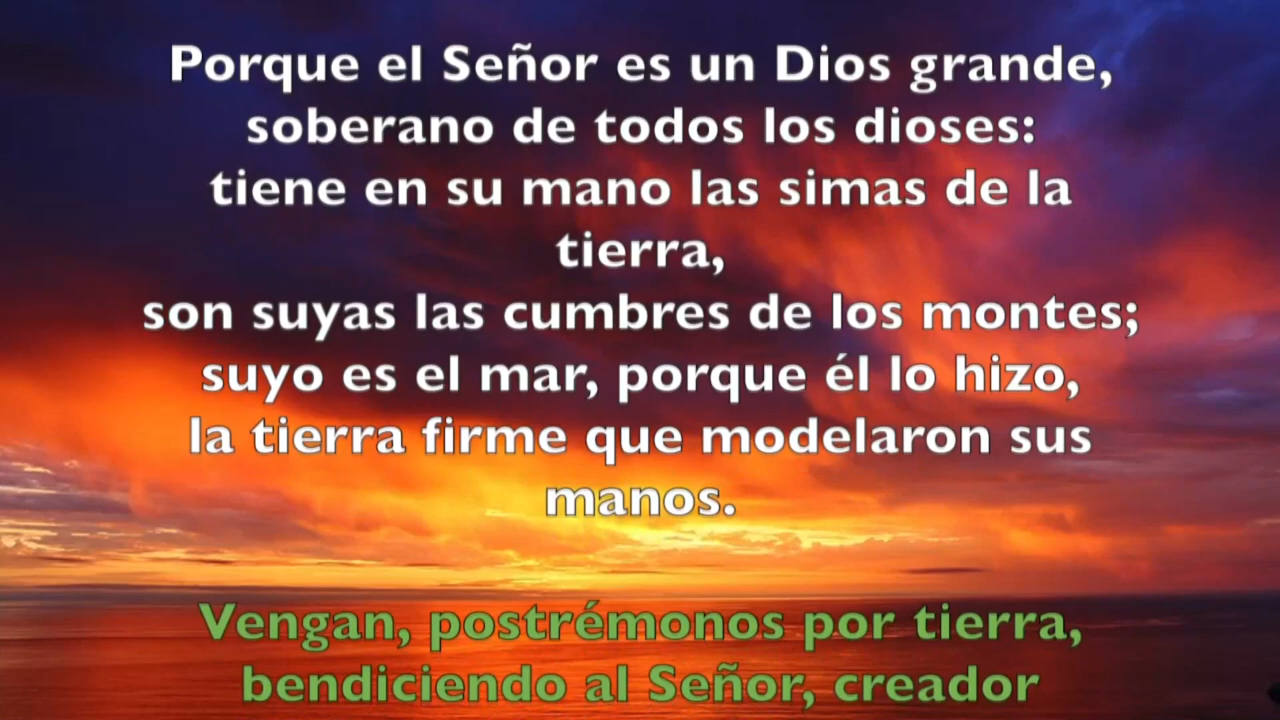 Porque el Señor es un Dios grande,
soberano de todos los dioses:
tiene en su mano las simas de la
tierra,
son suyas las cumbres de los montes;
suyo es el mar, porque él lo hizo,
la tierra firme que modelaron sus
manos.
Vengan, postrémonos por tierra,
bendiciendo al Señor, creador